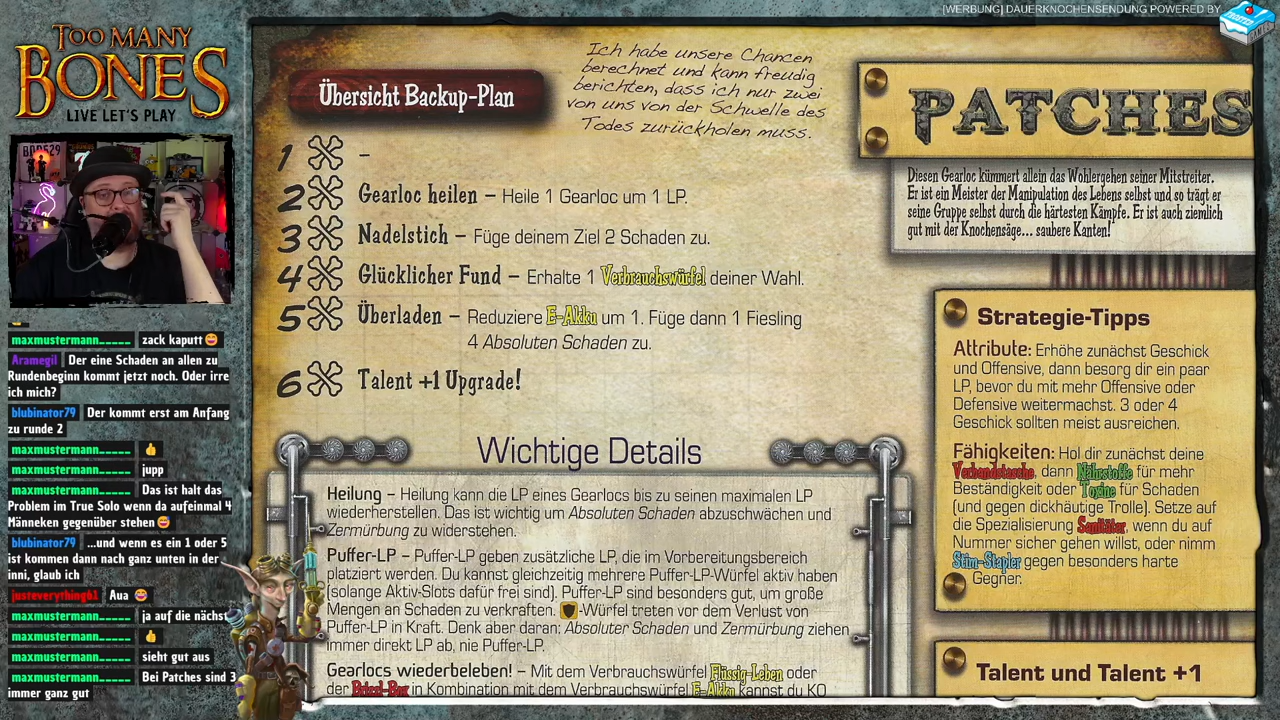 [WERBUNG] DAUERKNOCHENSENDUNG POWERED BY
TOO MANY
BONES
LIVE LET'S PLAY
maxmustermann_____ zack kaputt
Aramegil Der eine Schaden an allen zu
Rundenbeginn kommt jetzt noch. Oder irre
ich mich?
blubinator79 Der kommt erst am Anfang
zu runde 2
maxmustermann_____
maxmustermann_____ jupp
maxmustermann_____ Das ist halt das
Problem im True Solo wenn da aufeinmal 4
Männeken gegenüber stehen
blubinator79 ...und wenn es ein 1 oder 5
ist kommen dann nach ganz unten in der
inni, glaub ich
justeverything61 Aua
maxmustermann_____ ja auf die nächst
maxmustermann_____
maxmustermann_____ sieht gut aus
maxmustermann_____ Bei Patches sind 3
immer ganz gut
Übersicht Backup-Plan
Ich habe unsere Chancen
berechnet und kann freudig
berichten, dass ich nur zwei
von uns von der Schwelle des
Todes zurückholen muss.
1 –
2 Gearloc heilen – Heile 1 Gearloc um 1 LP.
3 Nadelstich – Füge deinem Ziel 2 Schaden zu.
4 Glücklicher Fund – Erhalte 1 Verbrauchswürfel deiner Wahl.
5 Überladen – Reduziere E-Akku um 1. Füge dann 1 Fiesling
4 Absoluten Schaden zu.
6 Talent +1 Upgrade!
Wichtige Details
Heilung – Heilung kann die LP eines Gearlocs bis zu seinen maximalen LP
wiederherstellen. Das ist wichtig um Absoluten Schaden abzuschwächen und
Zermürbung zu widerstehen.
Puffer-LP – Puffer-LP geben zusätzliche LP, die im Vorbereitungsbereich
platziert werden. Du kannst gleichzeitig mehrere Puffer-LP-Würfel aktiv haben
(solange Aktiv-Slots dafür frei sind). Puffer-LP sind besonders gut, um große
Mengen an Schaden zu verkraften. -Würfel treten vor dem Verlust von
Puffer-LP in Kraft. Denk aber daran: Absoluter Schaden und Zermürbung ziehen
immer direkt LP ab, nie Puffer-LP.
Gearlocs wiederbeleben! – Mit dem Verbrauchswürfel Flüssig-Leben oder
der Brizzel-Box in Kombination mit dem Verbrauchswürfel E-Akku kannst du KO
PATCHES
Diesen Gearloc kümmert allein das Wohlergehen seiner Mitstreiter.
Er ist ein Meister der Manipulation des Lebens selbst und so trägt er
seine Gruppe selbst durch die härtesten Kämpfe. Er ist auch ziemlich
gut mit der Knochensäge... saubere Kanten!
Strategie-Tipps
Attribute: Erhöhe zunächst Geschick
und Offensive, dann besorg dir ein paar
LP, bevor du mit mehr Offensive oder
Defensive weitermachst. 3 oder 4
Geschick sollten meist ausreichen.
Fähigkeiten: Hol dir zunächst deine
Verbandstasche, dann Nährstoffe für mehr
Beständigkeit oder Toxine für Schaden
(und gegen dickhäutige Trolle). Setze auf
die Spezialisierung Sanitäter, wenn du auf
Nummer sicher gehen willst, oder nimm
Stim-Stapler gegen besonders harte
Gegner.
Talent und Talent +1